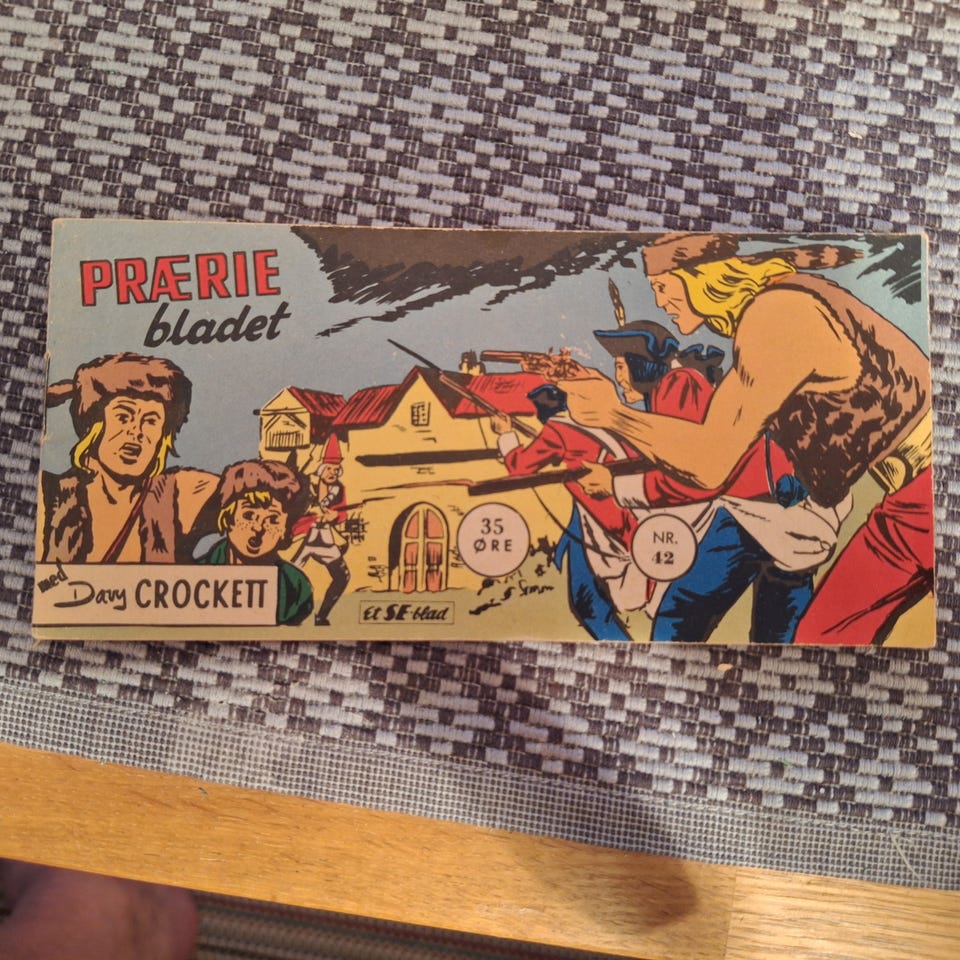 PRÆRIE
bladet
35
ØRE
NR.
42
med
Davy CROCKETT
Et SE-blad